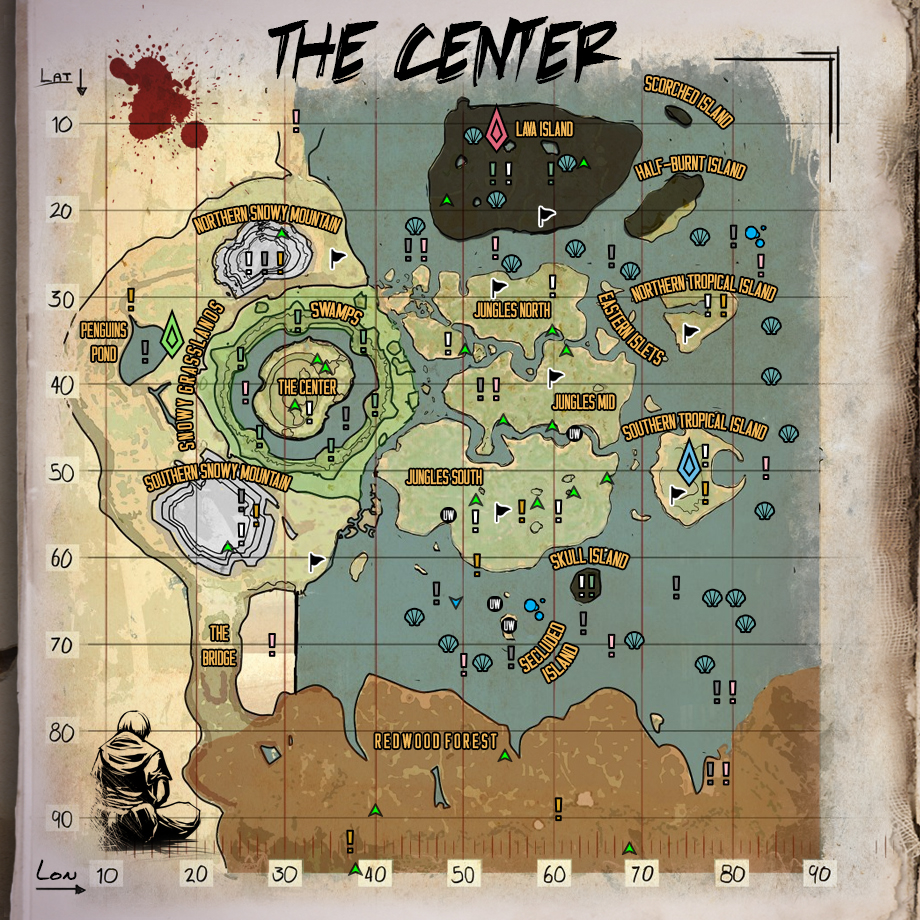 THE CENTER
LAT
10
20
30
40
50
60
70
80
90
SCORCHED ISLAND
LAVA ISLAND
HALF-BURNT ISLAND
NORTHERN SNOWY MOUNTAIN
NORTHERN TROPICAL ISLAND
SWAMPS
JUNGLES NORTH
EASTERN ISLETS
PENGUINS
POND
SNOWY GRASSLANDS
THE CENTER
JUNGLES MID
SOUTHERN TROPICAL ISLAND
UW
SOUTHERN SNOWY MOUNTAIN
JUNGLES SOUTH
UW
SKULL ISLAND
UW
UW
THE
BRIDGE
SECLUDED
ISLAND
REDWOOD FOREST
LON
10 20 30 40 50 60 70 80 90